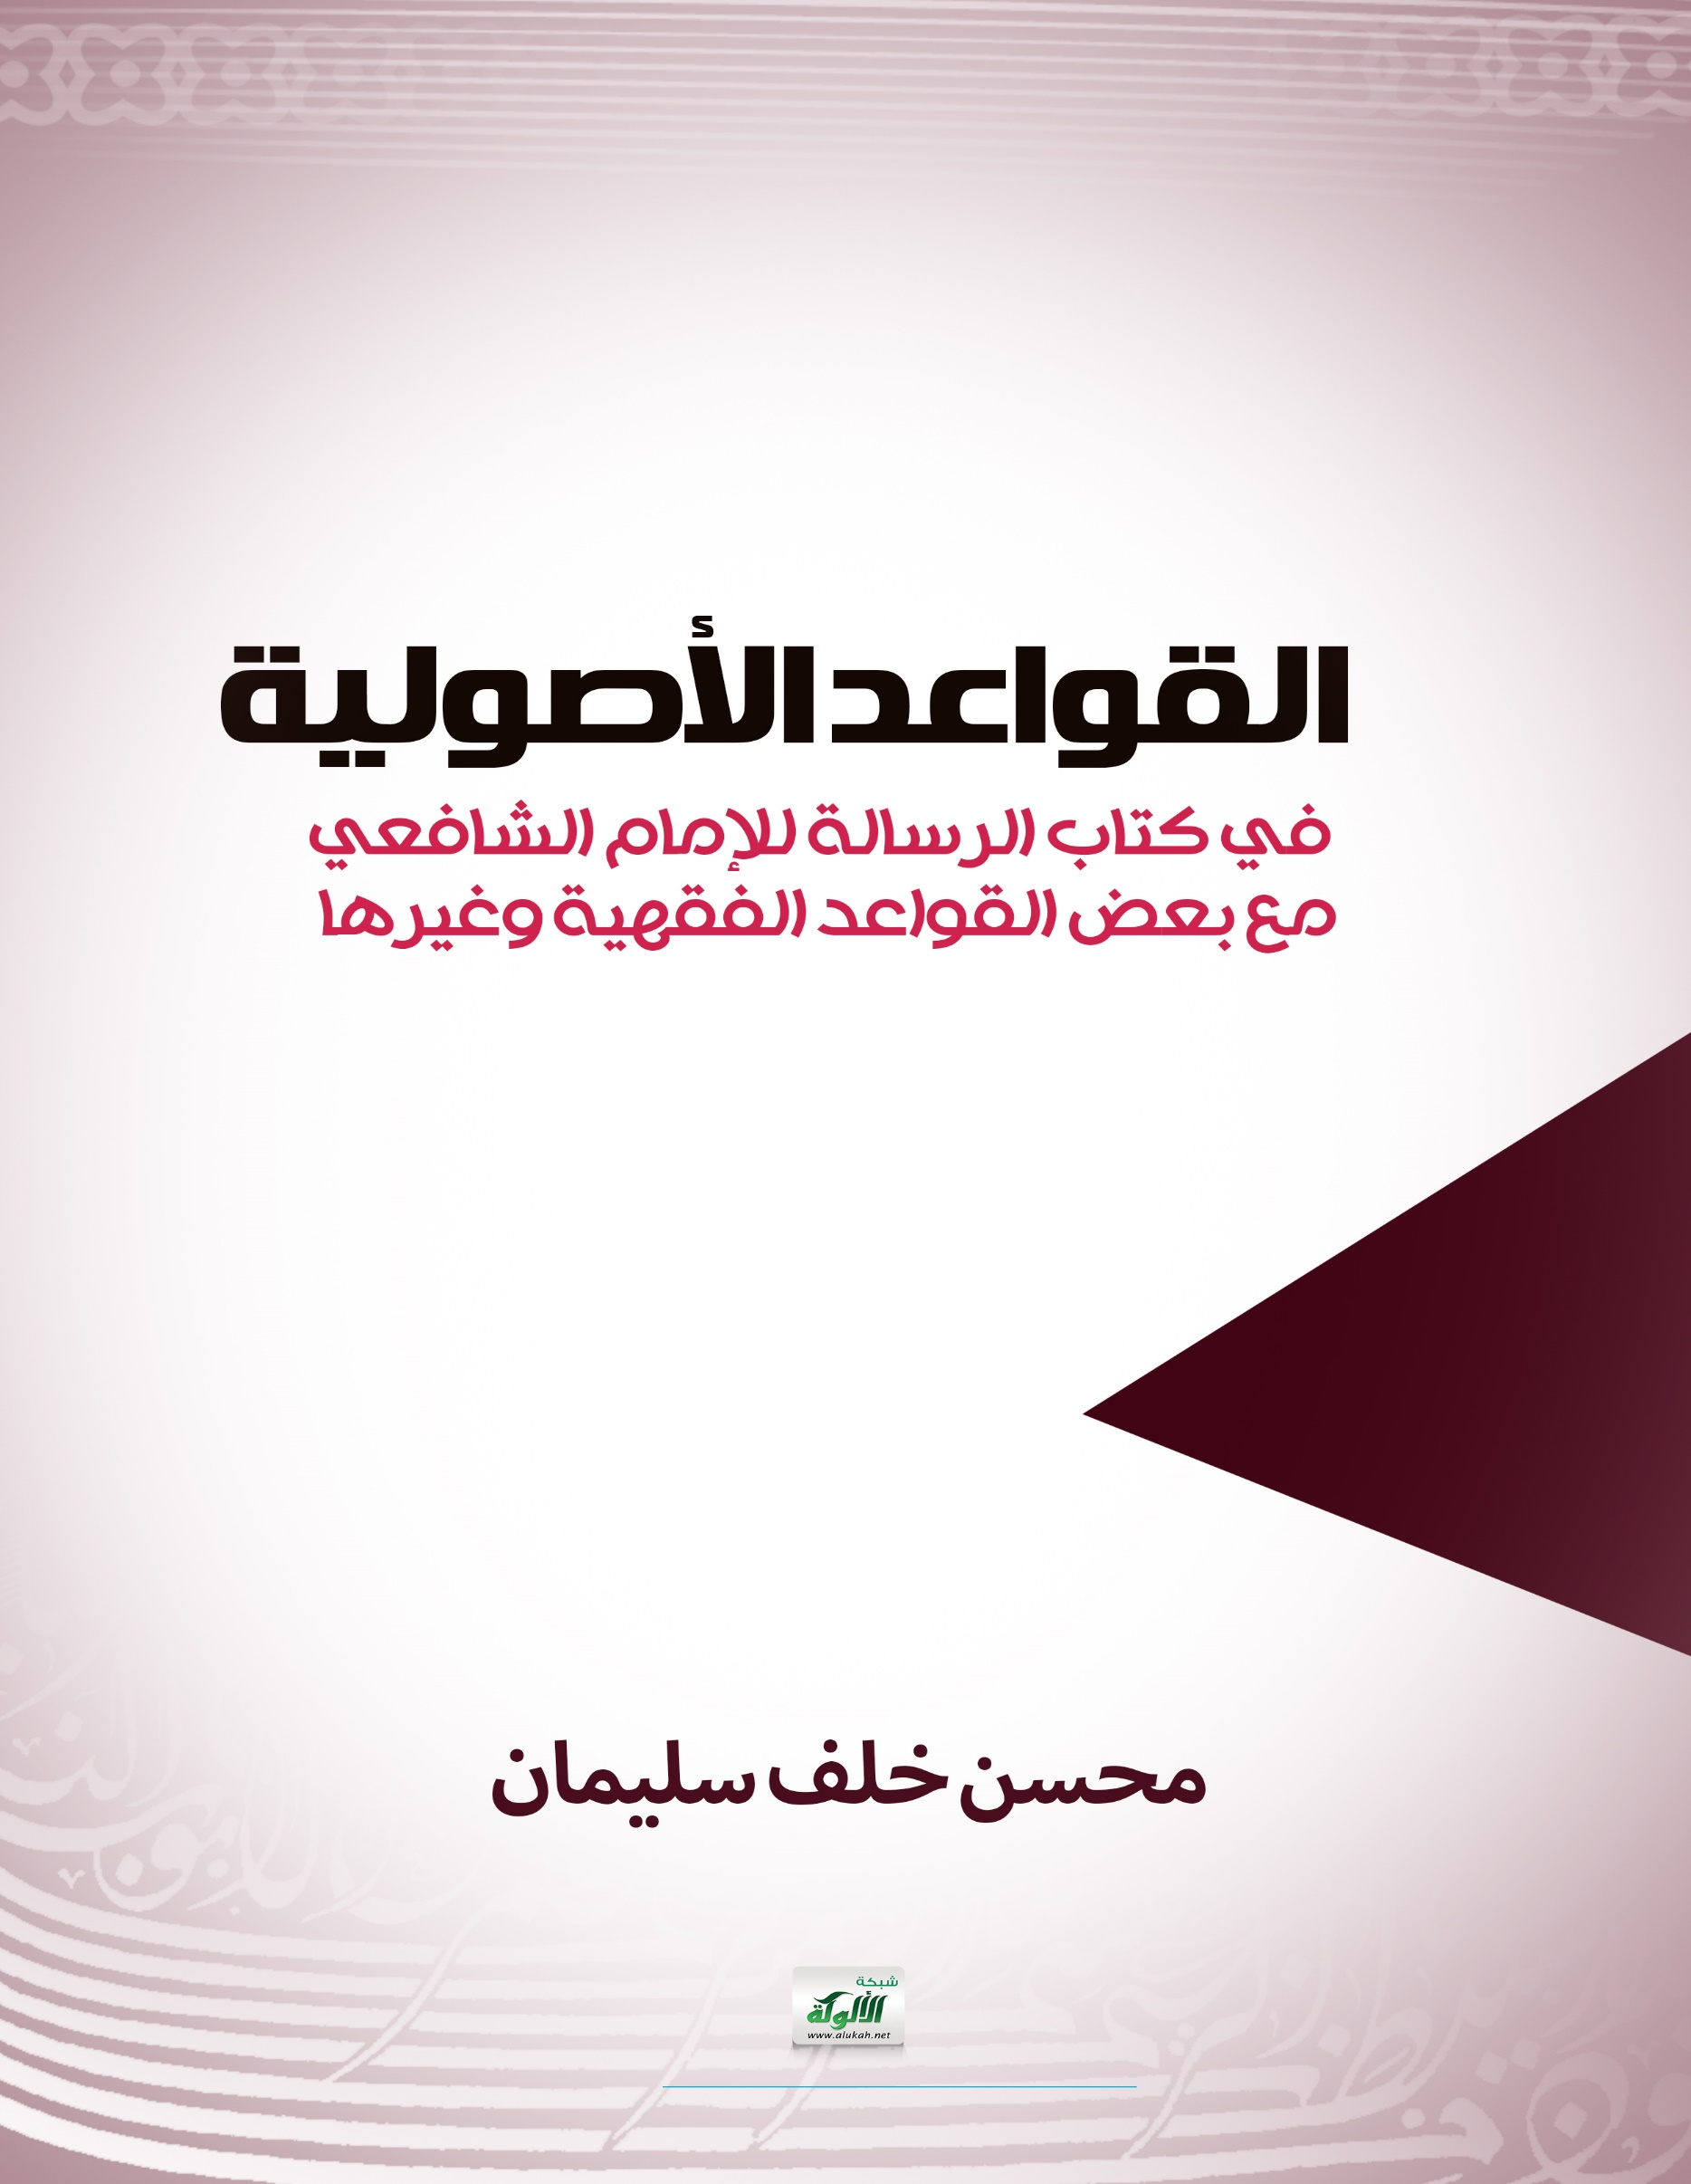 القواعد الأصولية
في كتاب الرسالة للإمام الشافعي
مع بعض القواعد الفقهية وغيرها
محسن خلف سليمان
شبكة
الألوكة
www.alukah.net